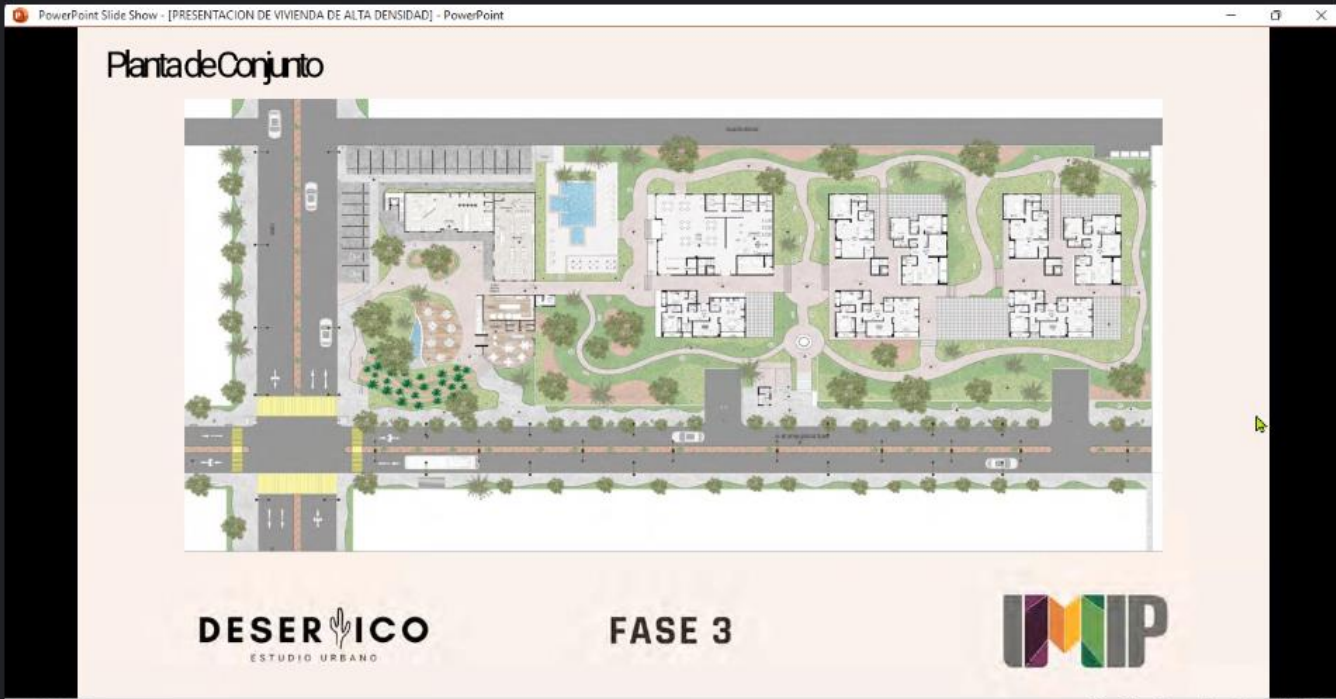 PowerPoint Slide Show - [PRESENTACION DE VIVIENDA DE ALTA DENSIDAD] - PowerPoint
Planta de Conjunto
DESERTICO
ESTUDIO URBANO
FASE 3
IMIP